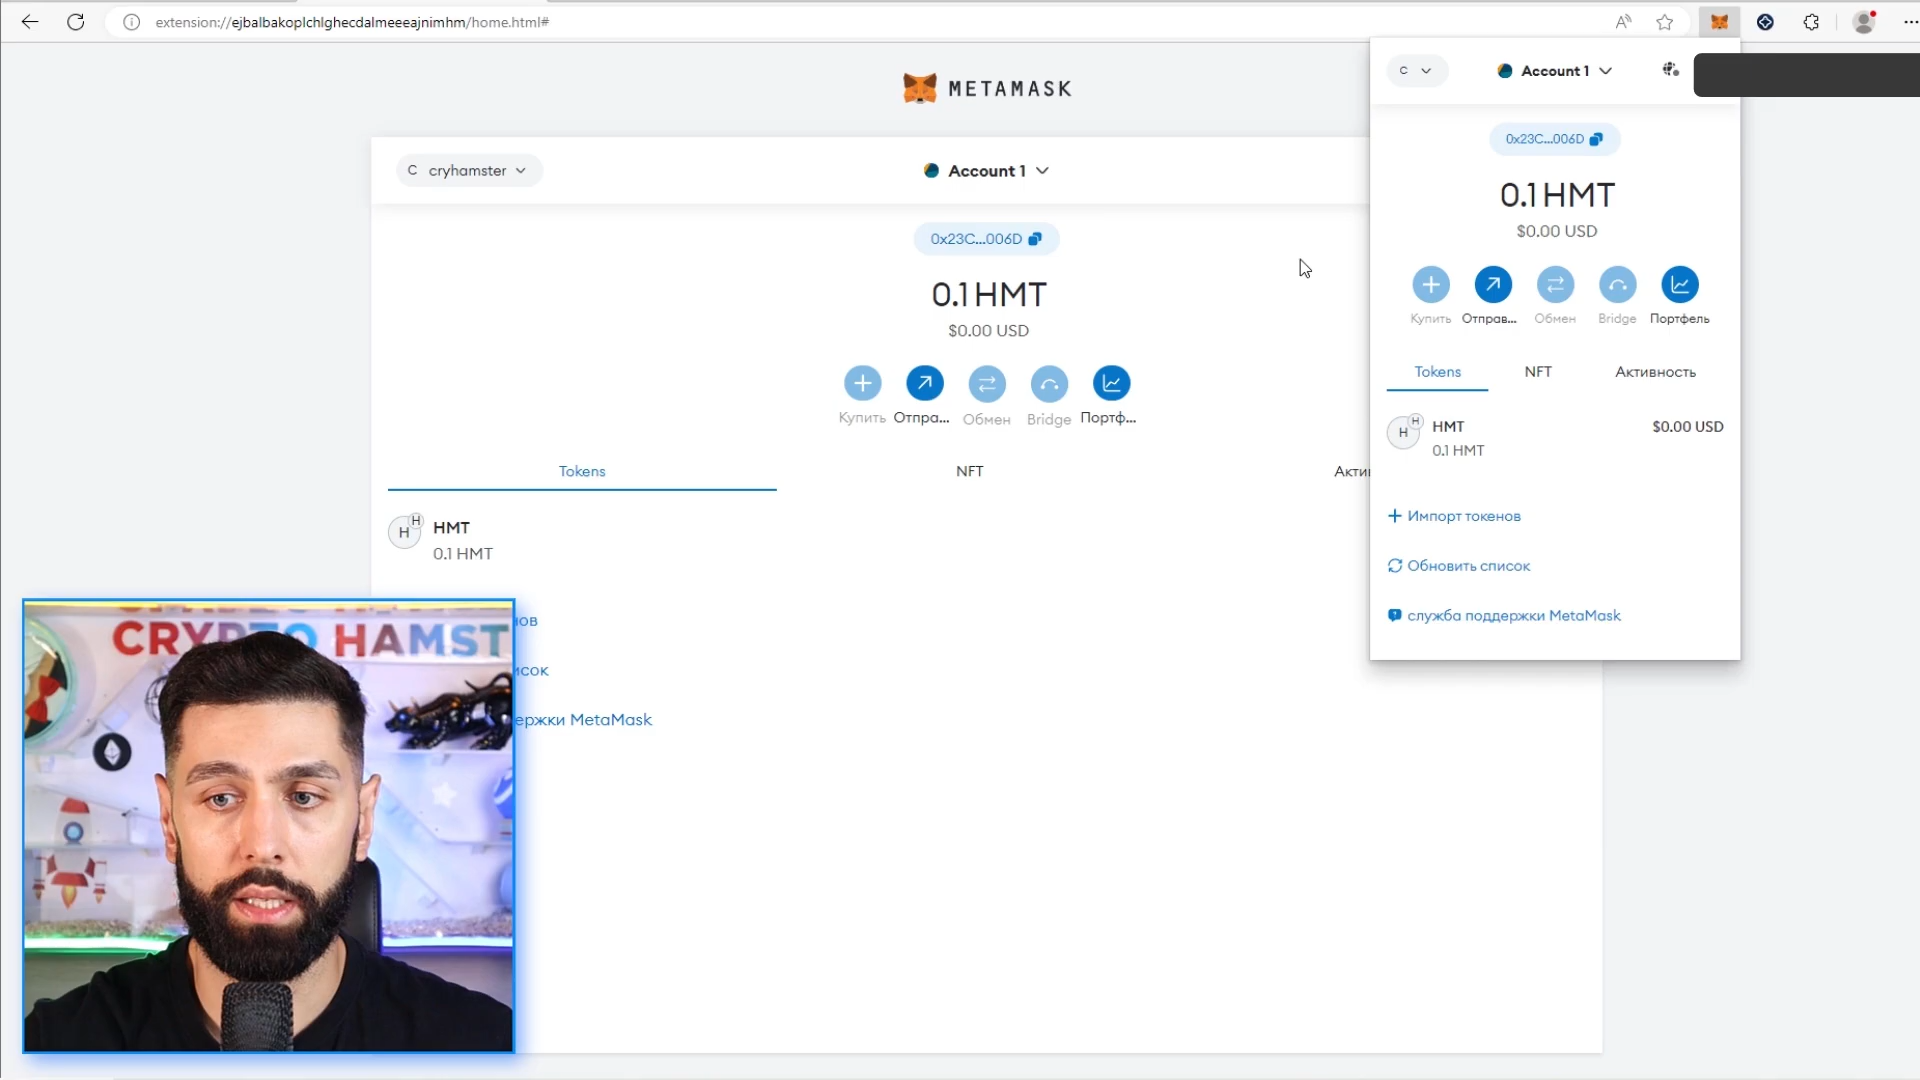 extension://ejbalbakoplchlghecdalmeeeajnimhm/home.html#
METAMASK
C cryhamster
Account 1
0x23C...006D
0.1 HMT
$0.00 USD
Купить
Отпра...
Обмен
Bridge
Портф...
Tokens
NFT
Акти
H
H
HMT
0.1 HMT
ов
исок
ержки MetaMask
CRYPTO HAMST
C
Account 1
0x23C...006D
0.1 HMT
$0.00 USD
Купить
Отправ...
Обмен
Bridge
Портфель
Tokens
NFT
Активность
H
H
HMT
$0.00 USD
0.1 HMT
Импорт токенов
Обновить список
служба поддержки MetaMask